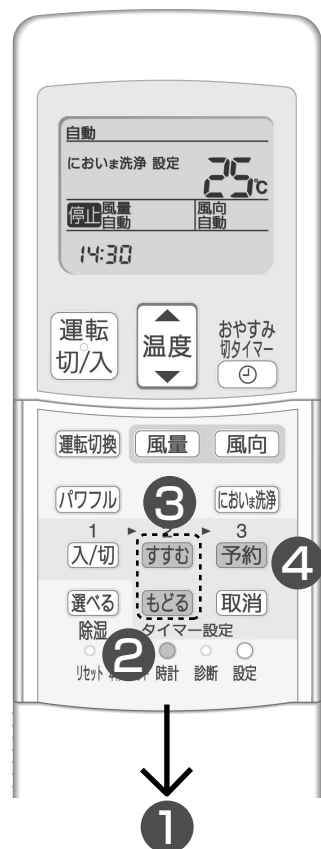 自動
においま洗浄 設定 25℃
停止 風量 自動 風向 自動
14:30
運転 切/入
温度
おやすみ 切タイマー
運転切換 風量 風向
パワフル
においま洗浄
3
1 ▶ ▶ 3
入/切 すすむ 予約 4
選べる 除湿 もどる 取消
タイマー設定
2
リセット 時計 診断 設定
1